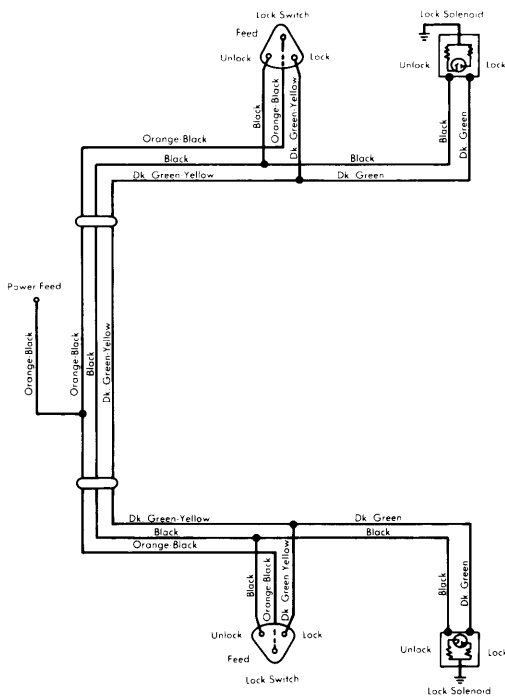 Lock Switch
Feed
Unlock
Lock
Lock Solenoid
Unlock
Lock
Black
Orange-Black
Dk. Green-Yellow
Black
Dk. Green
Orange-Black
Black
Black
Dk. Green-Yellow
Dk. Green
Power Feed
Orange-Black
Orange-Black
Black
Dk. Green-Yellow
Dk. Green-Yellow
Dk. Green
Black
Black
Orange-Black
Black
Orange-Black
Dk. Green Yellow
Black
Dk. Green
Unlock
Lock
Feed
Lock Switch
Unlock
Lock
Lock Solenoid